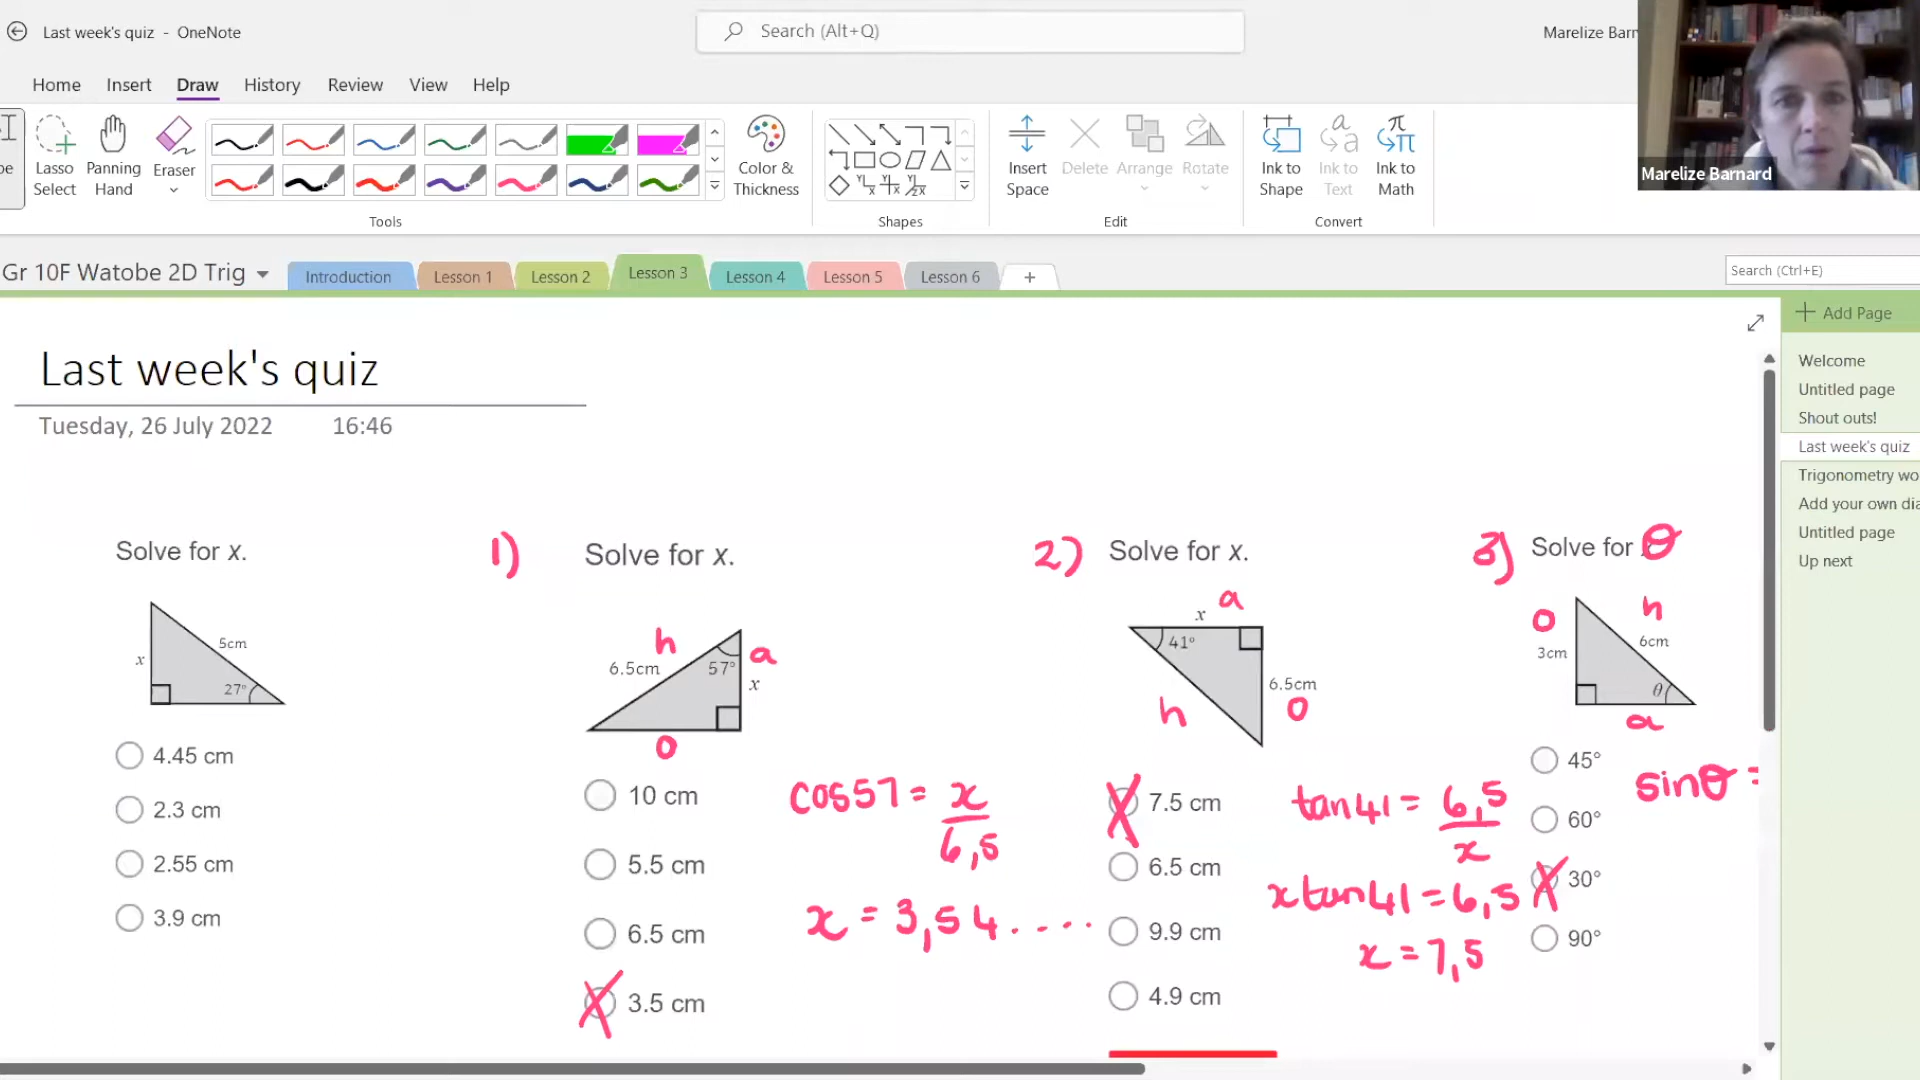 Last week's quiz - OneNote
Search (Alt+Q)
Marelize Barn
Home Insert Draw History Review View Help
Lasso Select
Panning Hand
Eraser
Color & Thickness
Insert Space
Delete
Arrange
Rotate
Ink to Shape
Ink to Text
Ink to Math
Marelize Barnard
Tools Shapes Edit Convert
Gr 10F Watobe 2D Trig
Introduction Lesson 1 Lesson 2 Lesson 3 Lesson 4 Lesson 5 Lesson 6 +
Search (Ctrl+E)
Add Page
Welcome
Untitled page
Shout outs!
Last week's quiz
Trigonometry wo
Add your own dia
Untitled page
Up next
Last week's quiz
Tuesday, 26 July 2022 16:46
Solve for x.
5cm
x
27°
4.45 cm
2.3 cm
2.55 cm
3.9 cm
1) Solve for x.
h
6.5cm
57°
a
x
o
10 cm
5.5 cm
6.5 cm
3.5 cm
cos57 = x/6,5
x = 3,54....
2) Solve for x.
x a
41°
6.5cm
h
o
7.5 cm
6.5 cm
9.9 cm
4.9 cm
tan41 = 6,5/x
xtan41 = 6,5
x = 7,5
3) Solve for θ
o
h
3cm
6cm
θ
a
45°
60°
30°
90°
sinθ =